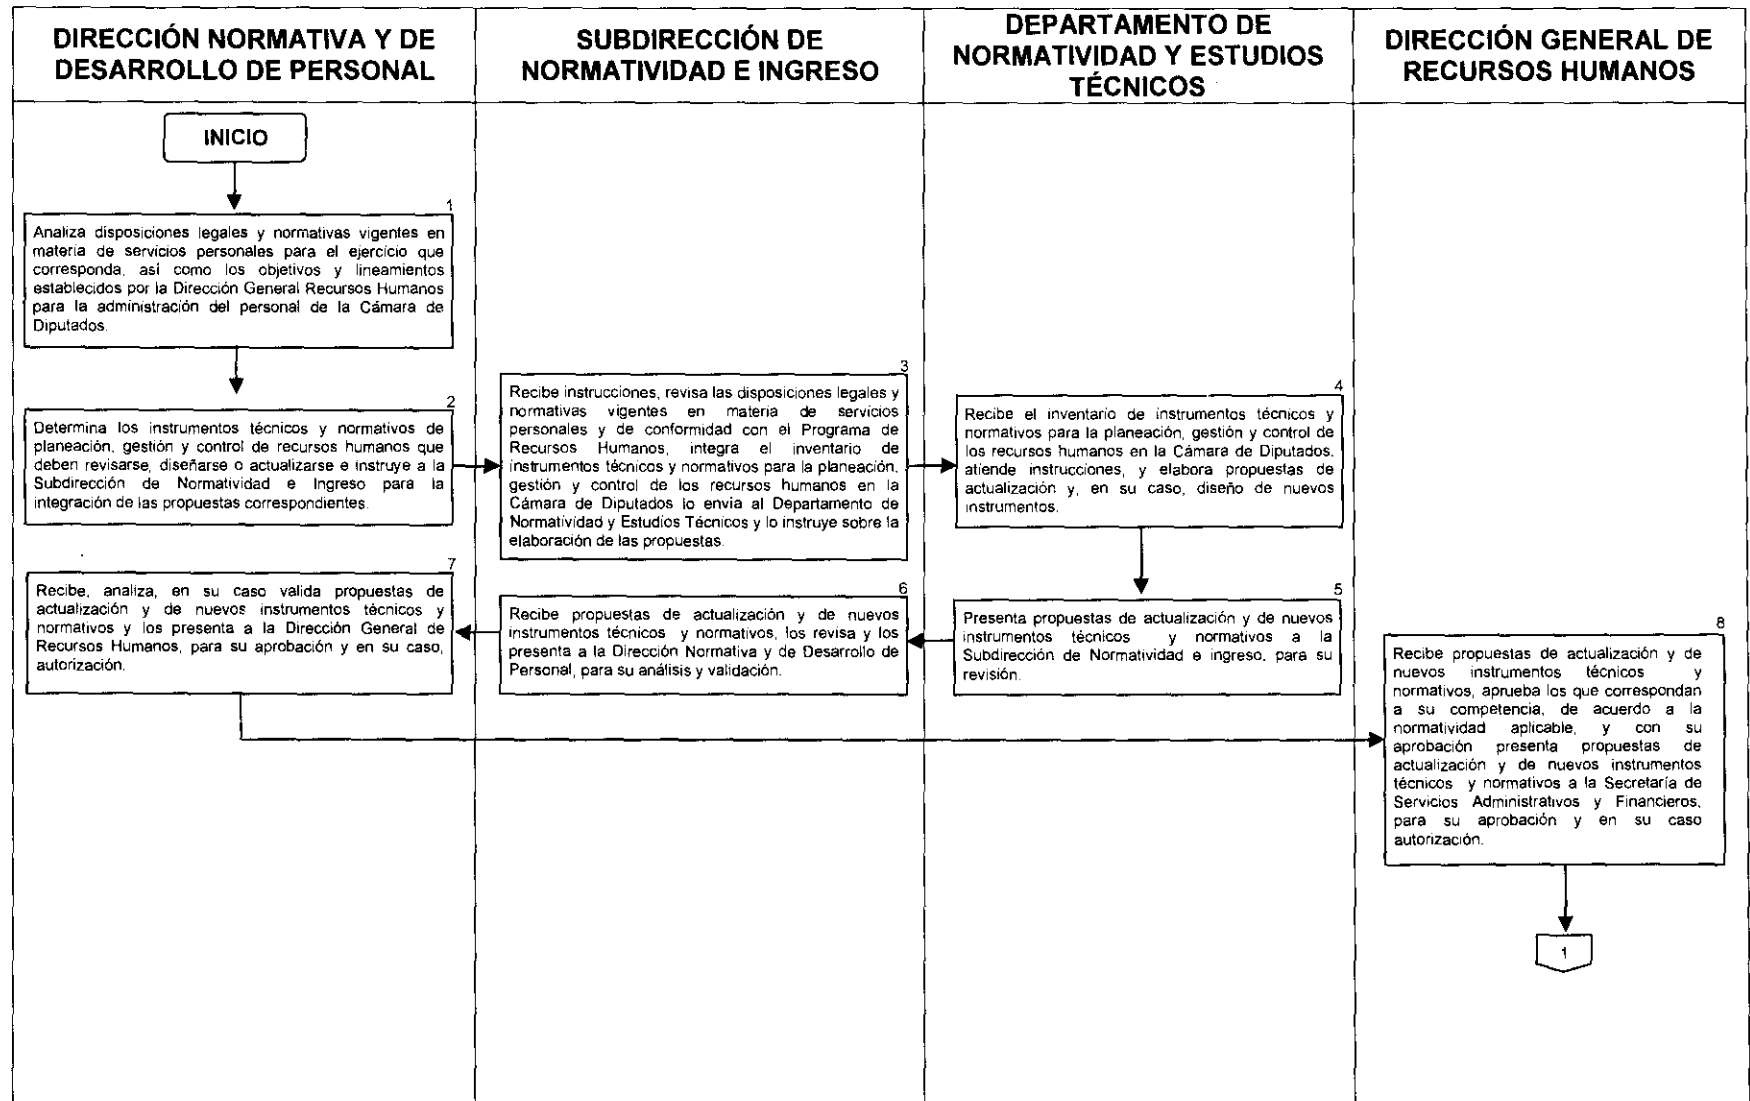 DIRECCIÓN NORMATIVA Y DE
DESARROLLO DE PERSONAL
SUBDIRECCIÓN DE
NORMATIVIDAD E INGRESO
DEPARTAMENTO DE
NORMATIVIDAD Y ESTUDIOS
TÉCNICOS
DIRECCIÓN GENERAL DE
RECURSOS HUMANOS
INICIO
1
Analiza disposiciones legales y normativas vigentes en
materia de servicios personales para el ejercicio que
corresponda, así como los objetivos y lineamientos
establecidos por la Dirección General Recursos Humanos
para la administración del personal de la Cámara de
Diputados.
2
Determina los instrumentos técnicos y normativos de
planeación, gestión y control de recursos humanos que
deben revisarse, diseñarse o actualizarse e instruye a la
Subdirección de Normatividad e Ingreso para la
integración de las propuestas correspondientes.
3
Recibe instrucciones, revisa las disposiciones legales y
normativas vigentes en materia de servicios
personales y de conformidad con el Programa de
Recursos Humanos, integra el inventario de
instrumentos técnicos y normativos para la planeación,
gestión y control de los recursos humanos en la
Cámara de Diputados lo envía al Departamento de
Normatividad y Estudios Técnicos y lo instruye sobre la
elaboración de las propuestas.
4
Recibe el inventario de instrumentos técnicos y
normativos para la planeación, gestión y control de
los recursos humanos en la Cámara de Diputados,
atiende instrucciones, y elabora propuestas de
actualización y, en su caso, diseño de nuevos
instrumentos.
5
Presenta propuestas de actualización y de nuevos
instrumentos técnicos y normativos a la
Subdirección de Normatividad e ingreso, para su
revisión.
6
Recibe propuestas de actualización y de nuevos
instrumentos técnicos y normativos, los revisa y los
presenta a la Dirección Normativa y de Desarrollo de
Personal, para su análisis y validación.
7
Recibe, analiza, en su caso valida propuestas de
actualización y de nuevos instrumentos técnicos y
normativos y los presenta a la Dirección General de
Recursos Humanos, para su aprobación y en su caso,
autorización.
8
Recibe propuestas de actualización y de
nuevos instrumentos técnicos y
normativos, aprueba los que correspondan
a su competencia, de acuerdo a la
normatividad aplicable, y con su
aprobación presenta propuestas de
actualización y de nuevos instrumentos
técnicos y normativos a la Secretaría de
Servicios Administrativos y Financieros,
para su aprobación y en su caso
autorización.
1